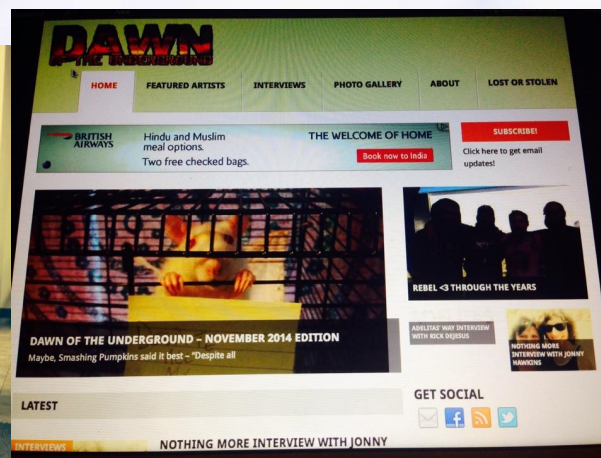 DAWN
OF THE UNDERGROUND
HOME
FEATURED ARTISTS
INTERVIEWS
PHOTO GALLERY
ABOUT
LOST OR STOLEN
BRITISH
AIRWAYS
Hindu and Muslim
meal options.
Two free checked bags.
THE WELCOME OF HOME
Book now to India
SUBSCRIBE!
Click here to get email
updates!
DAWN OF THE UNDERGROUND – NOVEMBER 2014 EDITION
Maybe, Smashing Pumpkins said it best – "Despite all
REBEL <3 THROUGH THE YEARS
ADELITAS' WAY INTERVIEW
WITH RICK DEJESUS
NOTHING MORE
INTERVIEW WITH JONNY
HAWKINS
LATEST
GET SOCIAL
INTERVIEWS
NOTHING MORE INTERVIEW WITH JONNY